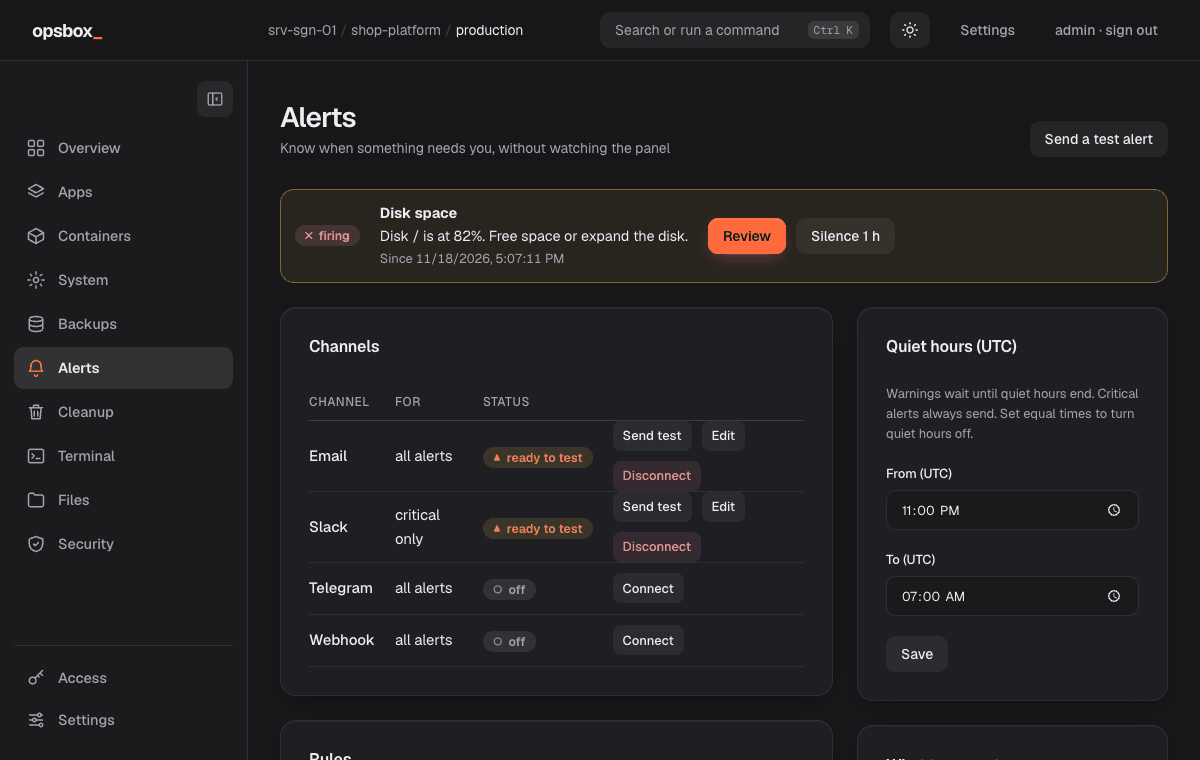 opsbox_
srv-sgn-01 / shop-platform / production
Search or run a command
Ctrl K
Settings
admin · sign out
Overview
Apps
Containers
System
Backups
Alerts
Cleanup
Terminal
Files
Security
Access
Settings
Alerts
Know when something needs you, without watching the panel
Send a test alert
✕ firing
Disk space
Disk / is at 82%. Free space or expand the disk.
Since 11/18/2026, 5:07:11 PM
Review
Silence 1 h
Channels
CHANNEL FOR STATUS
Email all alerts ready to test Send test Edit
Disconnect
Slack critical only ready to test Send test Edit
Disconnect
Telegram all alerts off Connect
Webhook all alerts off Connect
Quiet hours (UTC)
Warnings wait until quiet hours end. Critical
alerts always send. Set equal times to turn
quiet hours off.
From (UTC)
11:00 PM
To (UTC)
07:00 AM
Save
Rules